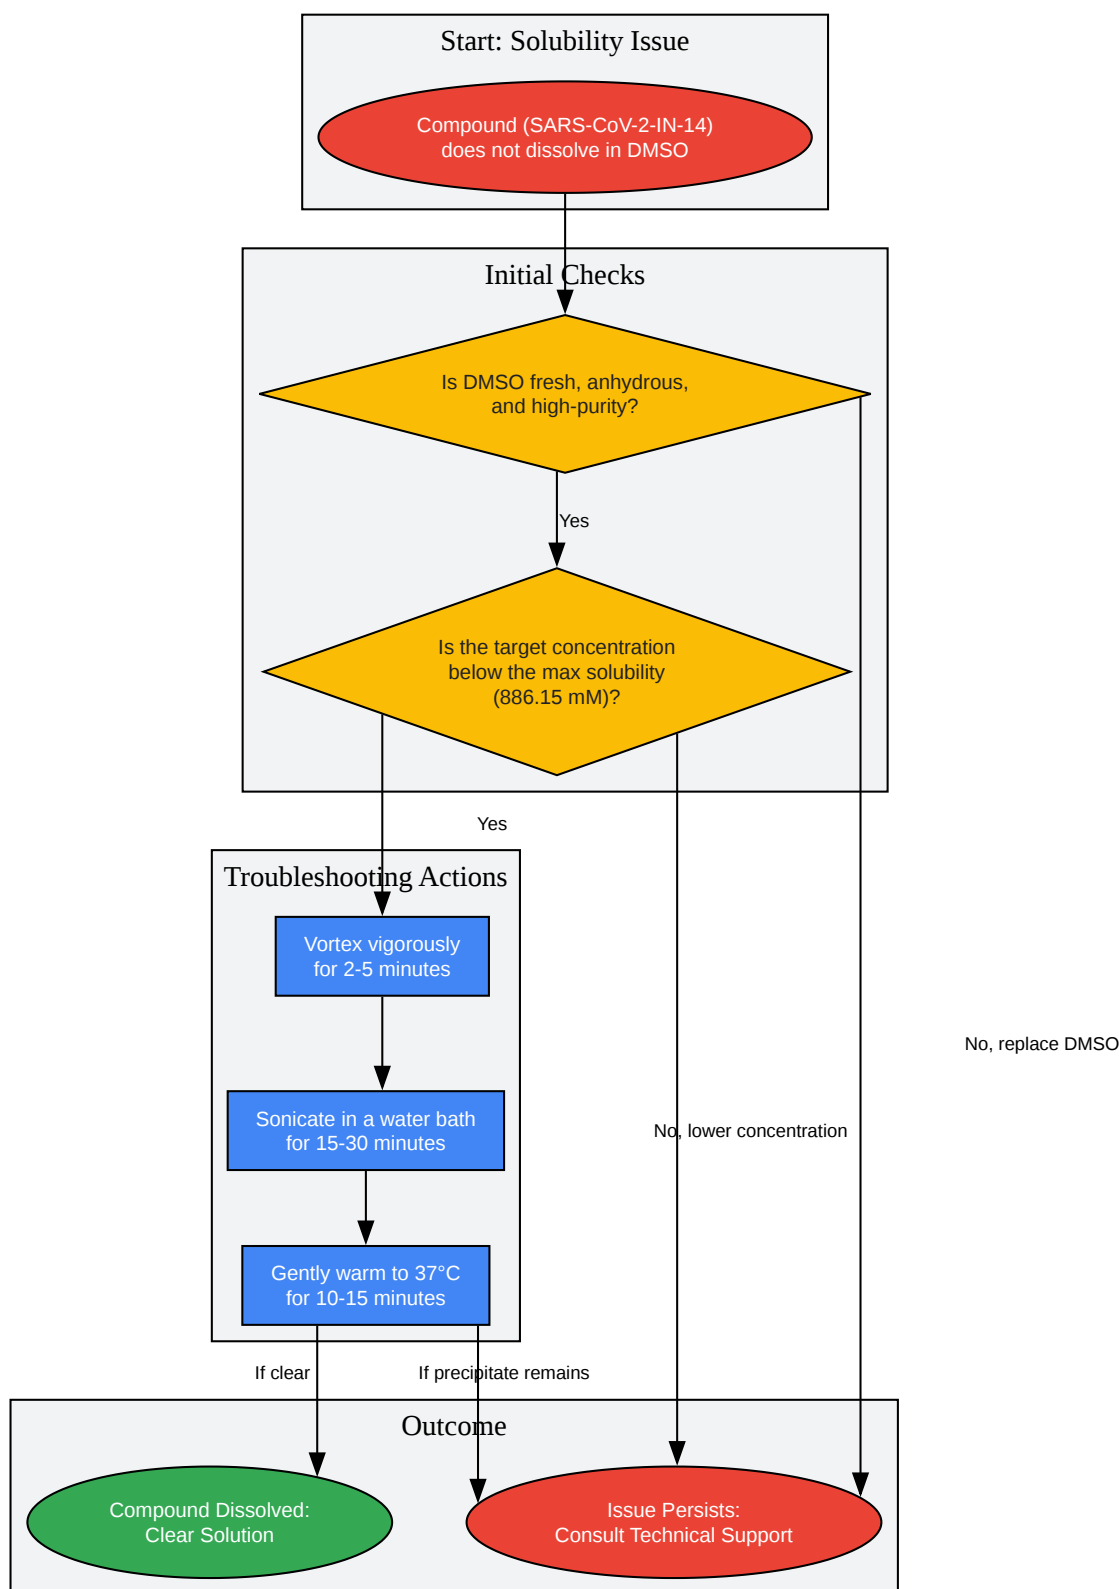 Start: Solubility Issue
Compound (SARS-CoV-2-IN-14)
does not dissolve in DMSO
Initial Checks
Is DMSO fresh, anhydrous,
and high-purity?
Yes
Is the target concentration
below the max solubility
(886.15 mM)?
Yes
Troubleshooting Actions
Vortex vigorously
for 2-5 minutes
No, replace DMSO
Sonicate in a water bath
for 15-30 minutes
No, lower concentration
Gently warm to 37°C
for 10-15 minutes
If clear
If precipitate remains
Outcome
Compound Dissolved:
Clear Solution
Issue Persists:
Consult Technical Support